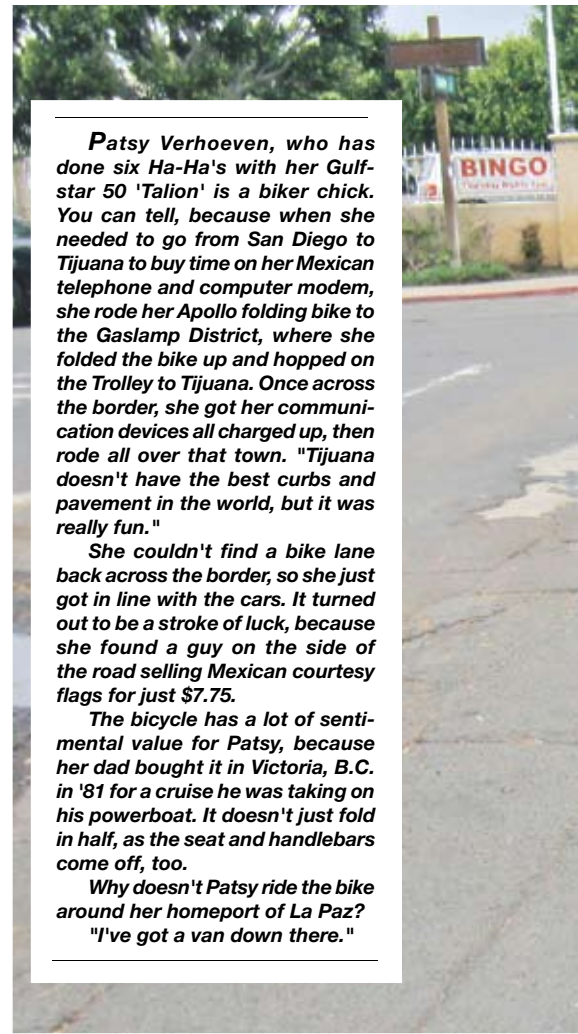 Patsy Verhoeven, who has
done six Ha-Ha's with her Gulf-
star 50 'Talion' is a biker chick.
You can tell, because when she
needed to go from San Diego to
Tijuana to buy time on her Mexican
telephone and computer modem,
she rode her Apollo folding bike to
the Gaslamp District, where she
folded the bike up and hopped on
the Trolley to Tijuana. Once across
the border, she got her communi-
cation devices all charged up, then
rode all over that town. "Tijuana
doesn't have the best curbs and
pavement in the world, but it was
really fun."
She couldn't find a bike lane
back across the border, so she just
got in line with the cars. It turned
out to be a stroke of luck, because
she found a guy on the side of
the road selling Mexican courtesy
flags for just $7.75.
The bicycle has a lot of senti-
mental value for Patsy, because
her dad bought it in Victoria, B.C.
in '81 for a cruise he was taking on
his powerboat. It doesn't just fold
in half, as the seat and handlebars
come off, too.
Why doesn't Patsy ride the bike
around her homeport of La Paz?
"I've got a van down there."
BINGO